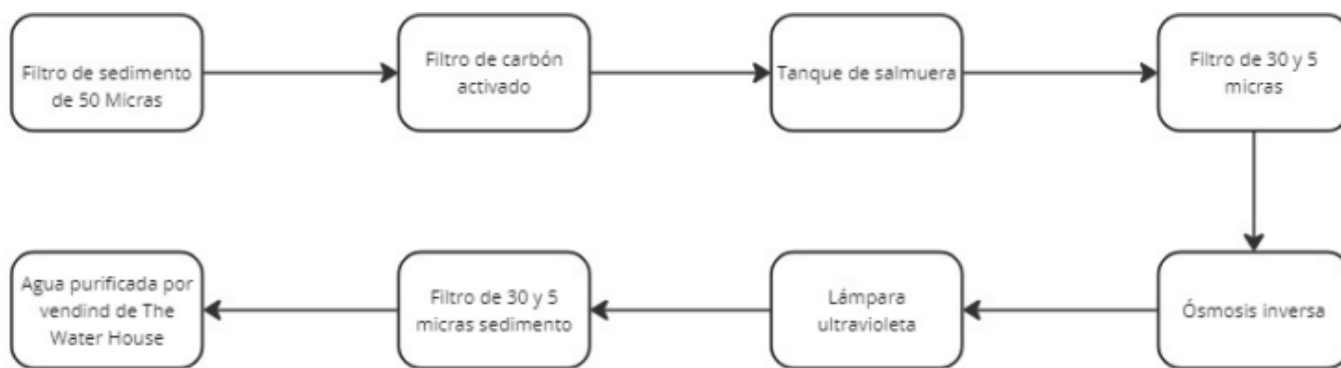 Filtro de sedimento
de 50 Micras
Filtro de carbón
activado
Tanque de salmuera
Filtro de 30 y 5
micras
Ósmosis inversa
Lámpara
ultravioleta
Filtro de 30 y 5
micras sedimento
Agua purificada por
vendind de The
Water House